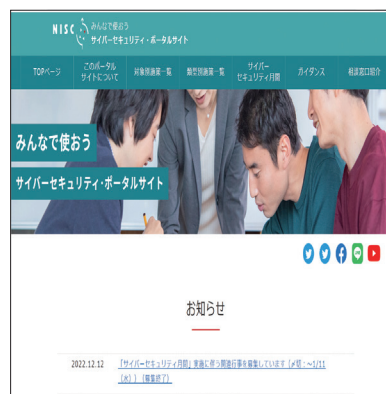 NISC みんなで使おう
サイバーセキュリティ・ポータルサイト
TOPページ
このポータル
サイトについて
対象別施策一覧
類型別施策一覧
サイバー
セキュリティ月間
ガイダンス
相談窓口紹介
みんなで使おう
サイバーセキュリティ・ポータルサイト
お知らせ
2022.12.12 「サイバーセキュリティ月間」実施に伴う関連行事を募集しています（〆切：～1/11
（水））（募集終了）